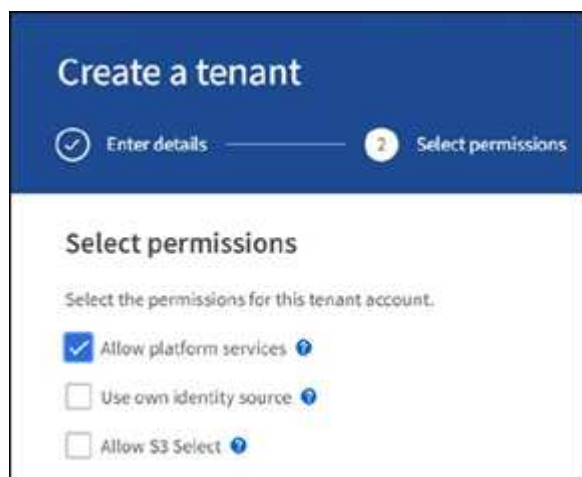 Create a tenant
Enter details
2 Select permissions
Select permissions
Select the permissions for this tenant account.
Allow platform services ?
Use own identity source ?
Allow S3 Select ?